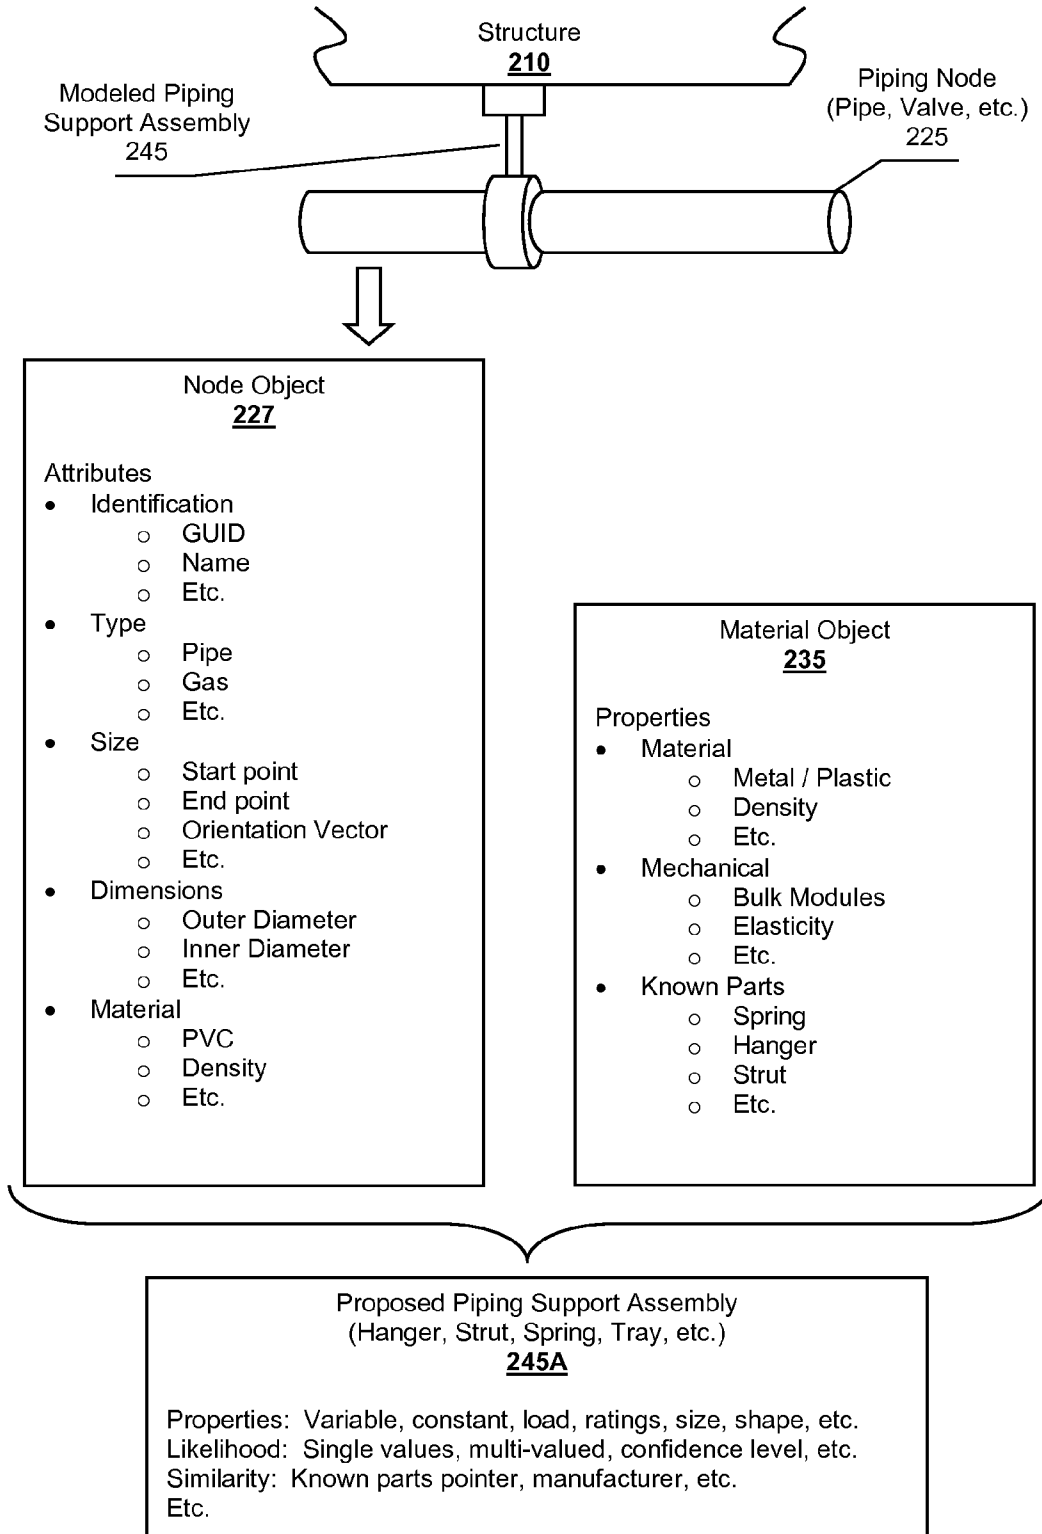 Structure
210
Modeled Piping
Support Assembly
245
Piping Node
(Pipe, Valve, etc.)
225
Node Object
227
Attributes
• Identification
o GUID
o Name
o Etc.
• Type
o Pipe
o Gas
o Etc.
• Size
o Start point
o End point
o Orientation Vector
o Etc.
• Dimensions
o Outer Diameter
o Inner Diameter
o Etc.
• Material
o PVC
o Density
o Etc.
Material Object
235
Properties
• Material
o Metal / Plastic
o Density
o Etc.
• Mechanical
o Bulk Modules
o Elasticity
o Etc.
• Known Parts
o Spring
o Hanger
o Strut
o Etc.
Proposed Piping Support Assembly
(Hanger, Strut, Spring, Tray, etc.)
245A
Properties: Variable, constant, load, ratings, size, shape, etc.
Likelihood: Single values, multi-valued, confidence level, etc.
Similarity: Known parts pointer, manufacturer, etc.
Etc.